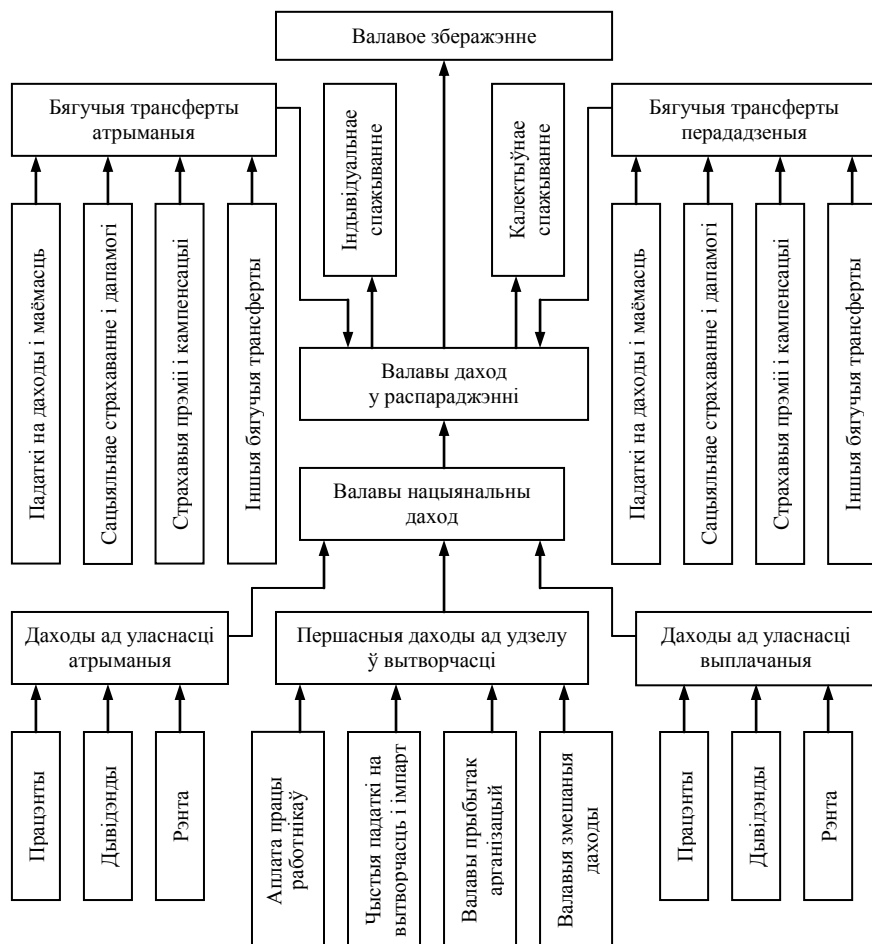 Валавое зберажэнне
Бягучыя трансферты
атрыманыя
Індывідуальнае
спажыванне
Калектыўнае
спажыванне
Бягучыя трансферты
перададзеныя
Падаткі на даходы і маёмасць
Сацыяльнае страхаванне і дапамогі
Страхавыя прэміі і кампенсацыі
Іншыя бягучыя трансферты
Валавы даход
у распараджэнні
Падаткі на даходы і маёмасць
Сацыяльнае страхаванне і дапамогі
Страхавыя прэміі і кампенсацыі
Іншыя бягучыя трансферты
Валавы нацыянальны
даход
Даходы ад уласнасці
атрыманыя
Першасныя даходы ад удзелу
ў вытворчасці
Даходы ад уласнасці
выплачаныя
Працэнты
Дывідэнды
Рэнта
Аплата працы
работнікаў
Чыстыя падаткі на
вытворчасць і імпарт
Валавы прыбытак
арганізацый
Валавыя змешаныя
даходы
Працэнты
Дывідэнды
Рэнта